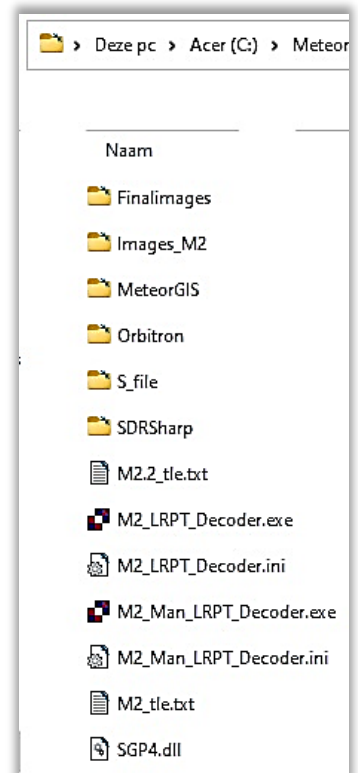 Deze pc > Acer (C:) > Meteor
Naam
Finalimages
Images_M2
MeteorGIS
Orbitron
S_file
SDRSharp
M2.2_tle.txt
M2_LRPT_Decoder.exe
M2_LRPT_Decoder.ini
M2_Man_LRPT_Decoder.exe
M2_Man_LRPT_Decoder.ini
M2_tle.txt
SGP4.dll